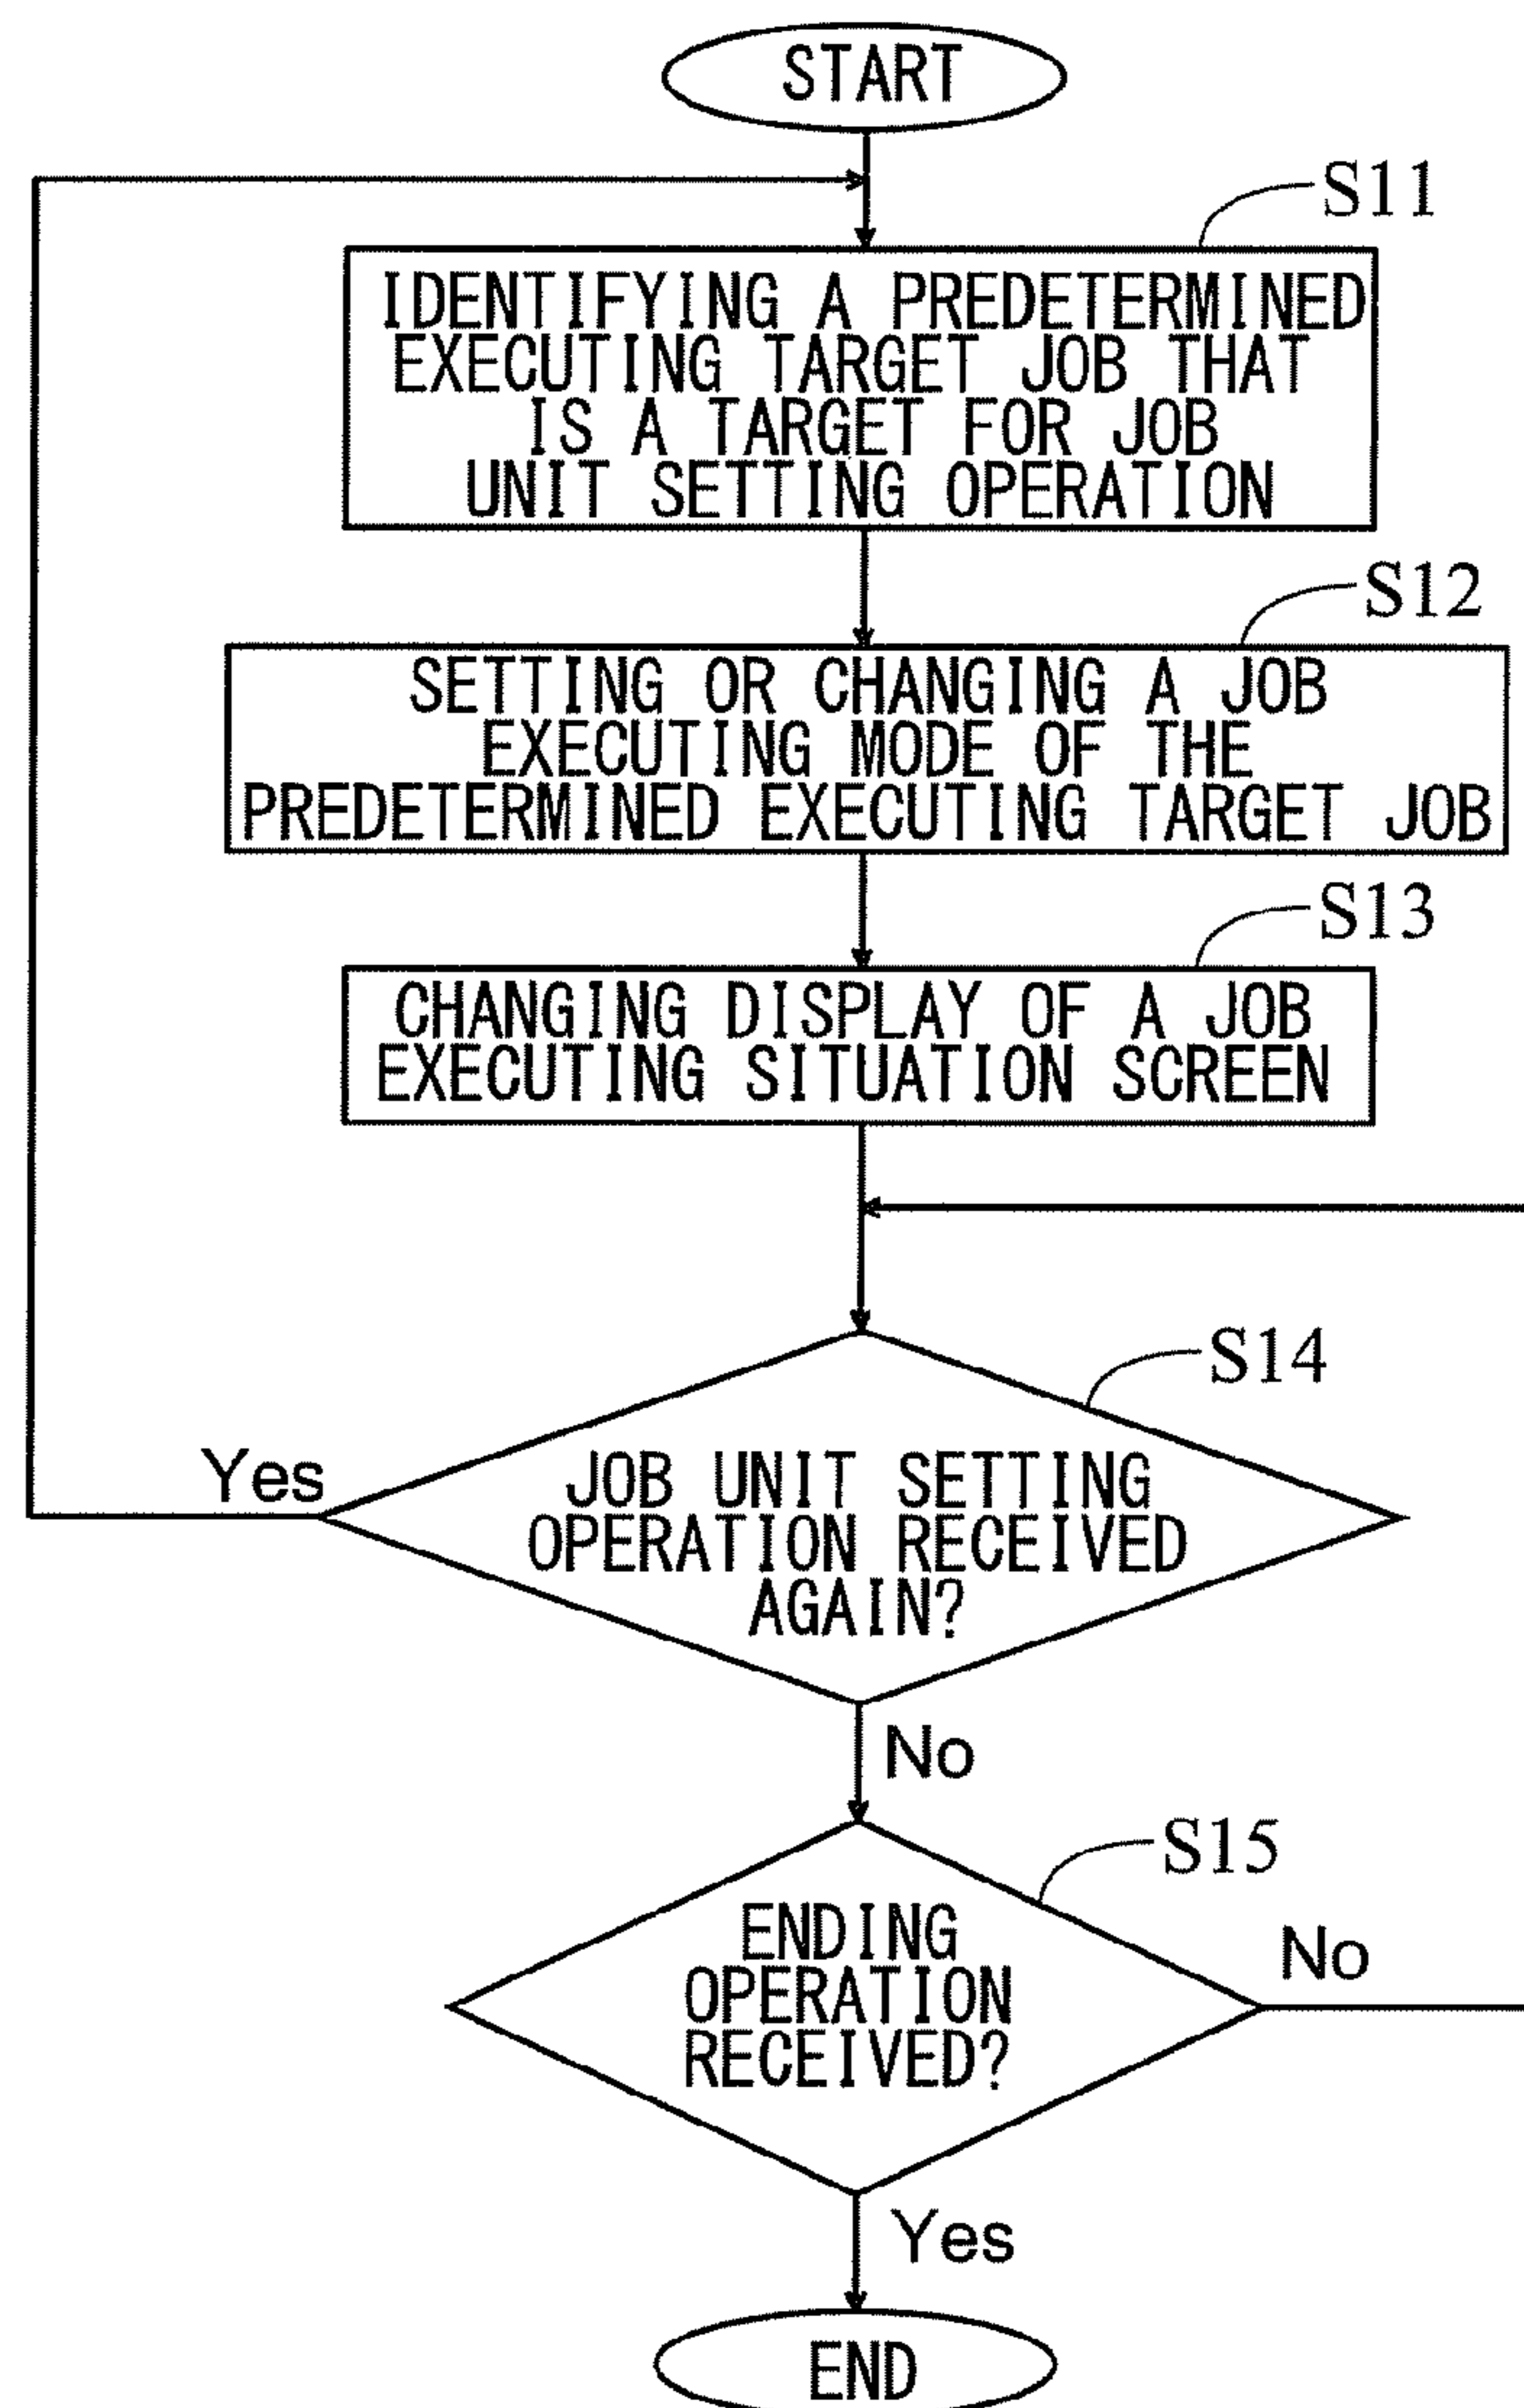 START
S11
IDENTIFYING A PREDETERMINED
EXECUTING TARGET JOB THAT
IS A TARGET FOR JOB
UNIT SETTING OPERATION
S12
SETTING OR CHANGING A JOB
EXECUTING MODE OF THE
PREDETERMINED EXECUTING TARGET JOB
S13
CHANGING DISPLAY OF A JOB
EXECUTING SITUATION SCREEN
S14
Yes
JOB UNIT SETTING
OPERATION RECEIVED
AGAIN?
No
S15
ENDING
OPERATION
RECEIVED?
No
Yes
END